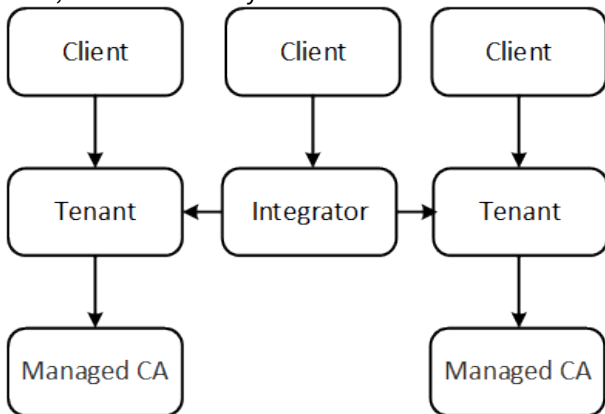 Client
Client
Client
Tenant
Integrator
Tenant
Managed CA
Managed CA